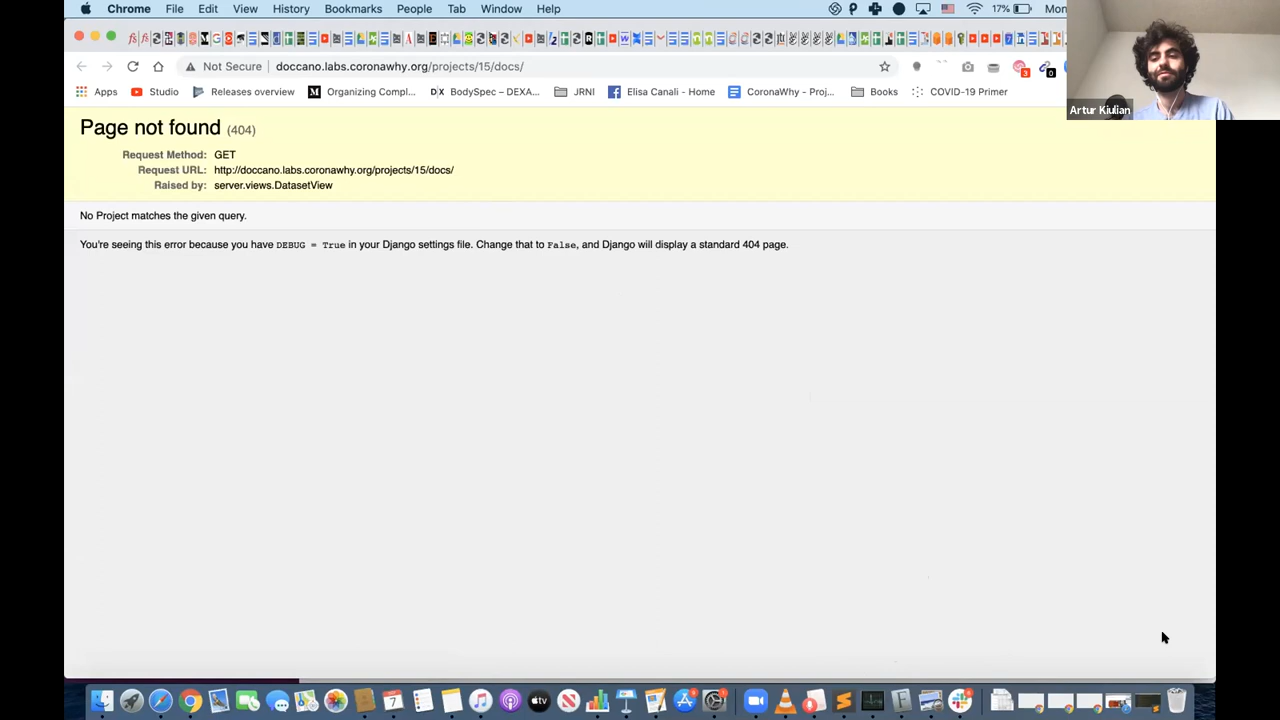 Chrome File Edit View History Bookmarks People Tab Window Help 17% Mon
Not Secure doccano.labs.coronawhy.org/projects/15/docs/
Apps Studio Releases overview Organizing Compl... BodySpec – DEXA... JRNI Elisa Canali - Home CoronaWhy - Proj... Books COVID-19 Primer
Artur Kiulian
Page not found (404)
Request Method: GET
Request URL: http://doccano.labs.coronawhy.org/projects/15/docs/
Raised by: server.views.DatasetView
No Project matches the given query.
You're seeing this error because you have DEBUG = True in your Django settings file. Change that to False, and Django will display a standard 404 page.